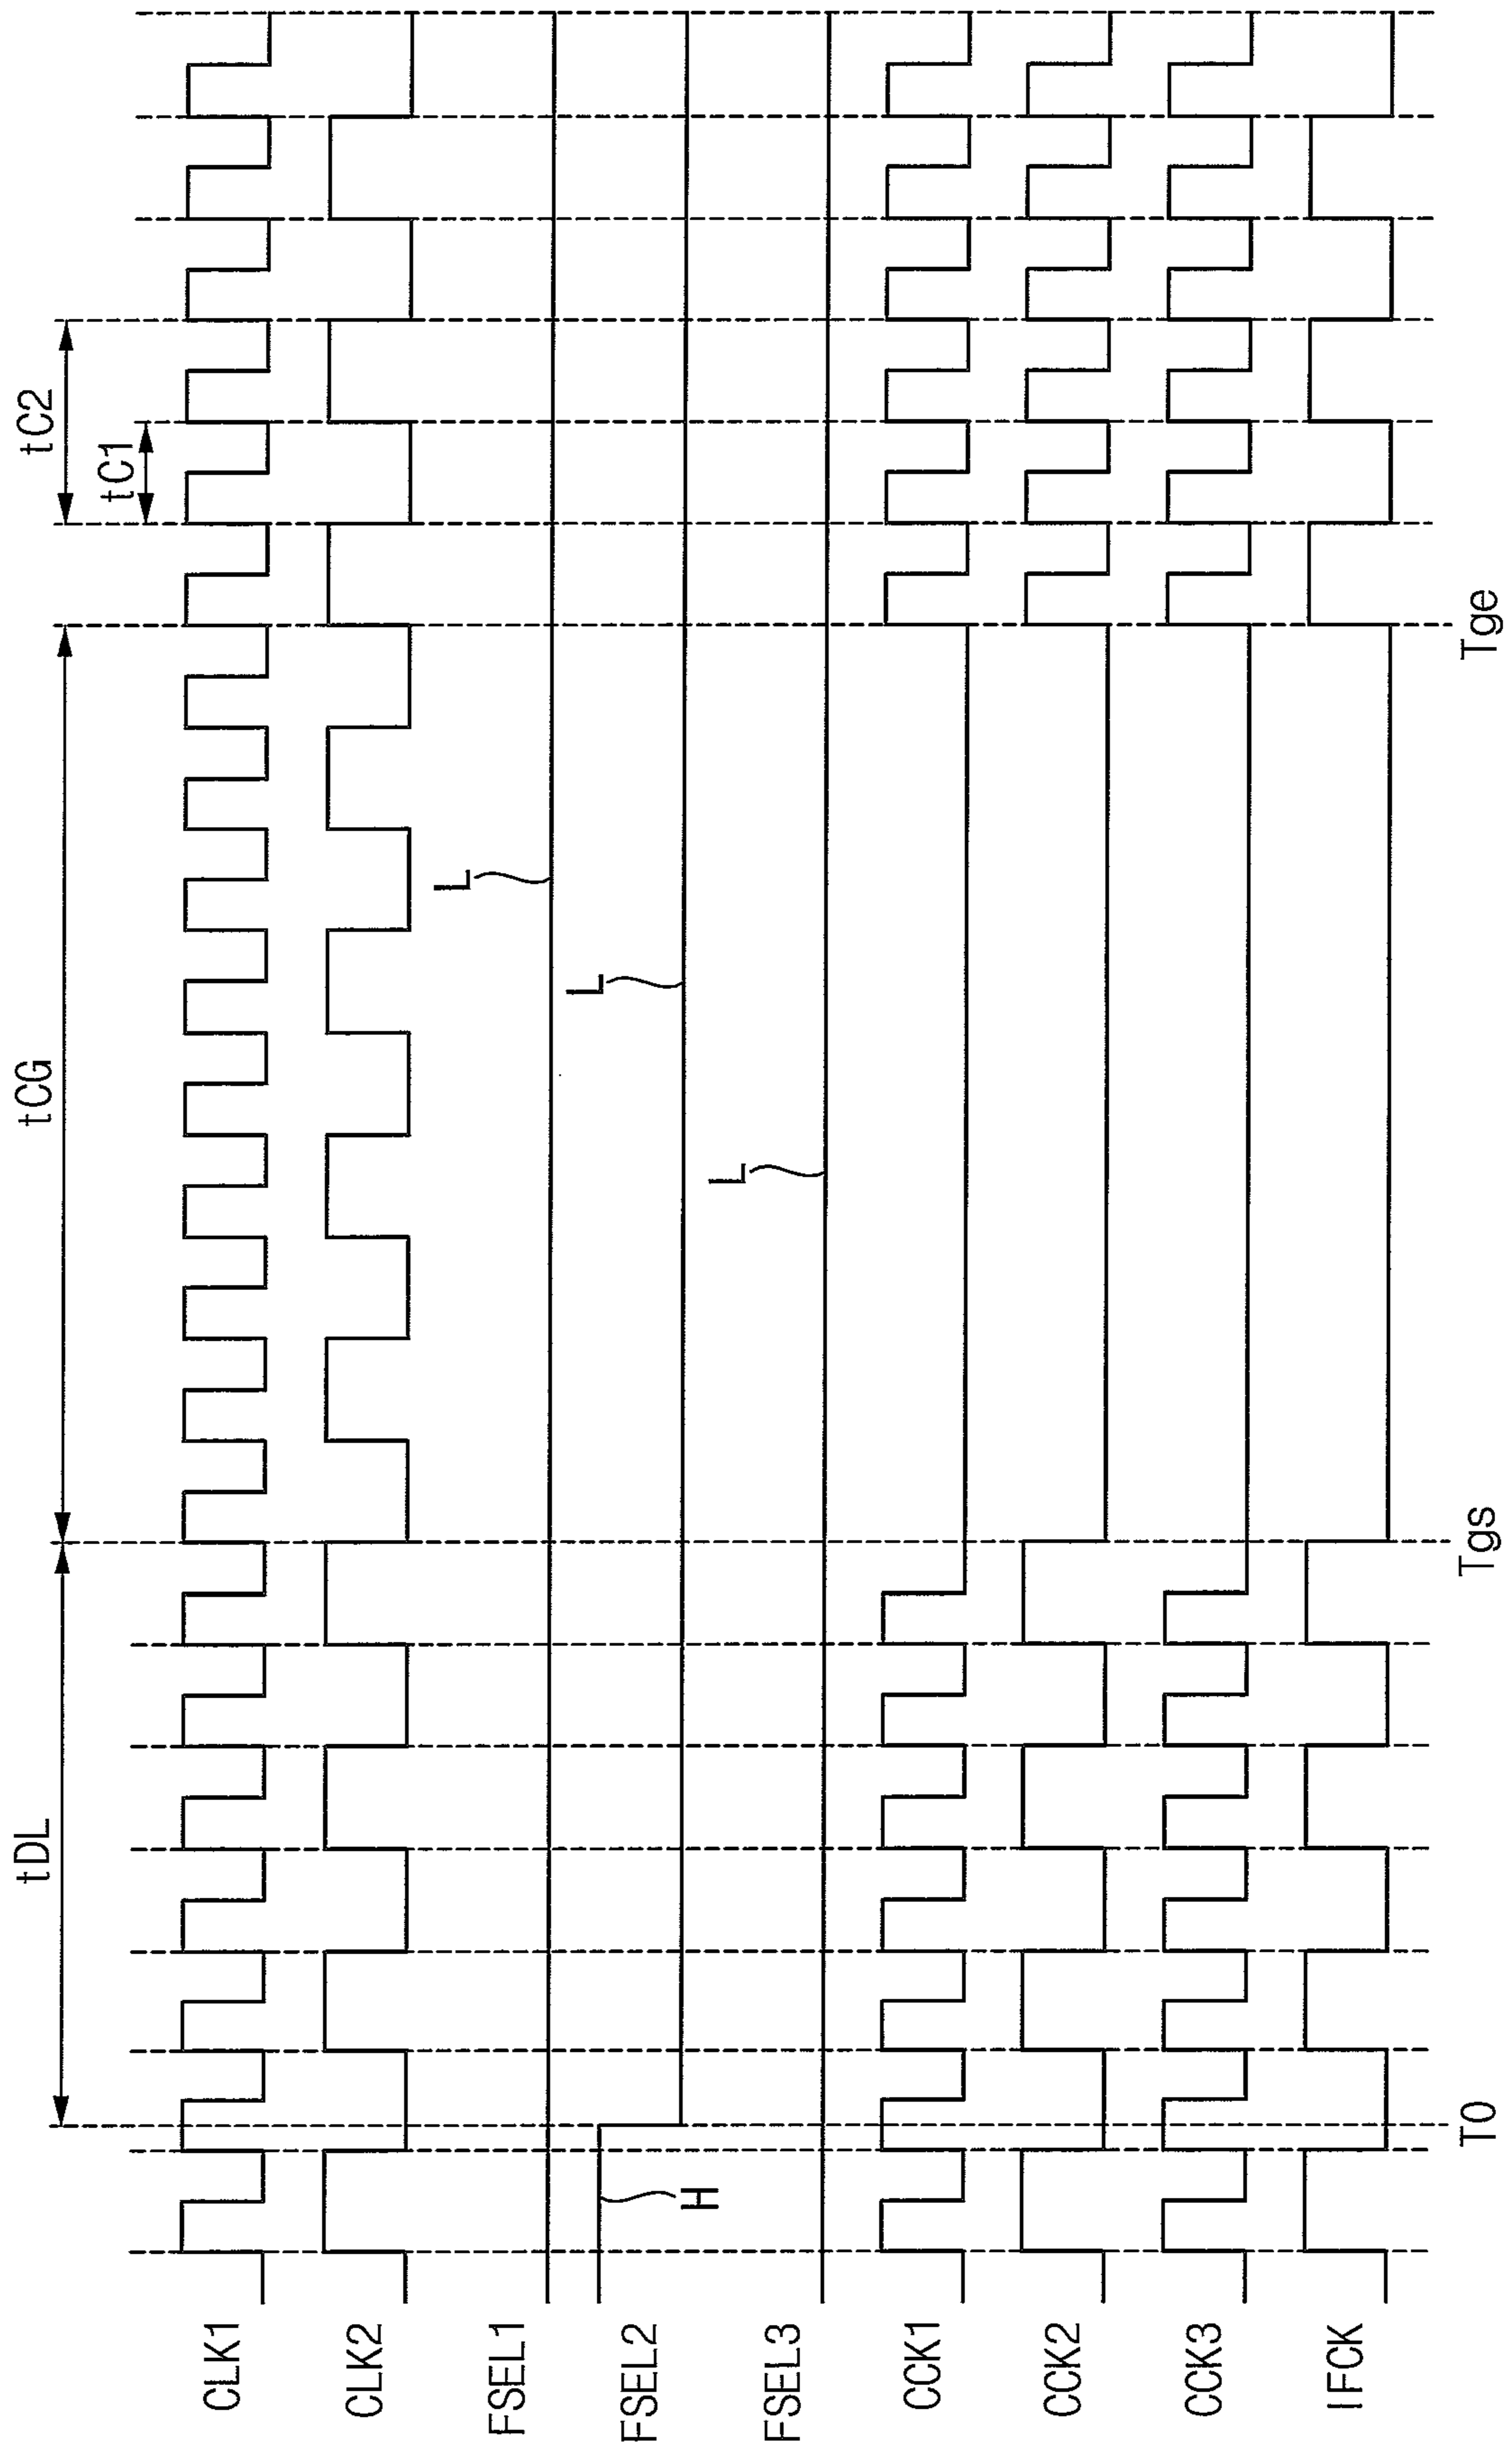 tDL
tCG
tC2
tC1
CLK1
CLK2
FSEL1
L
FSEL2
H
L
FSEL3
L
CCK1
CCK2
CCK3
IFCK
T0
Tgs
Tge